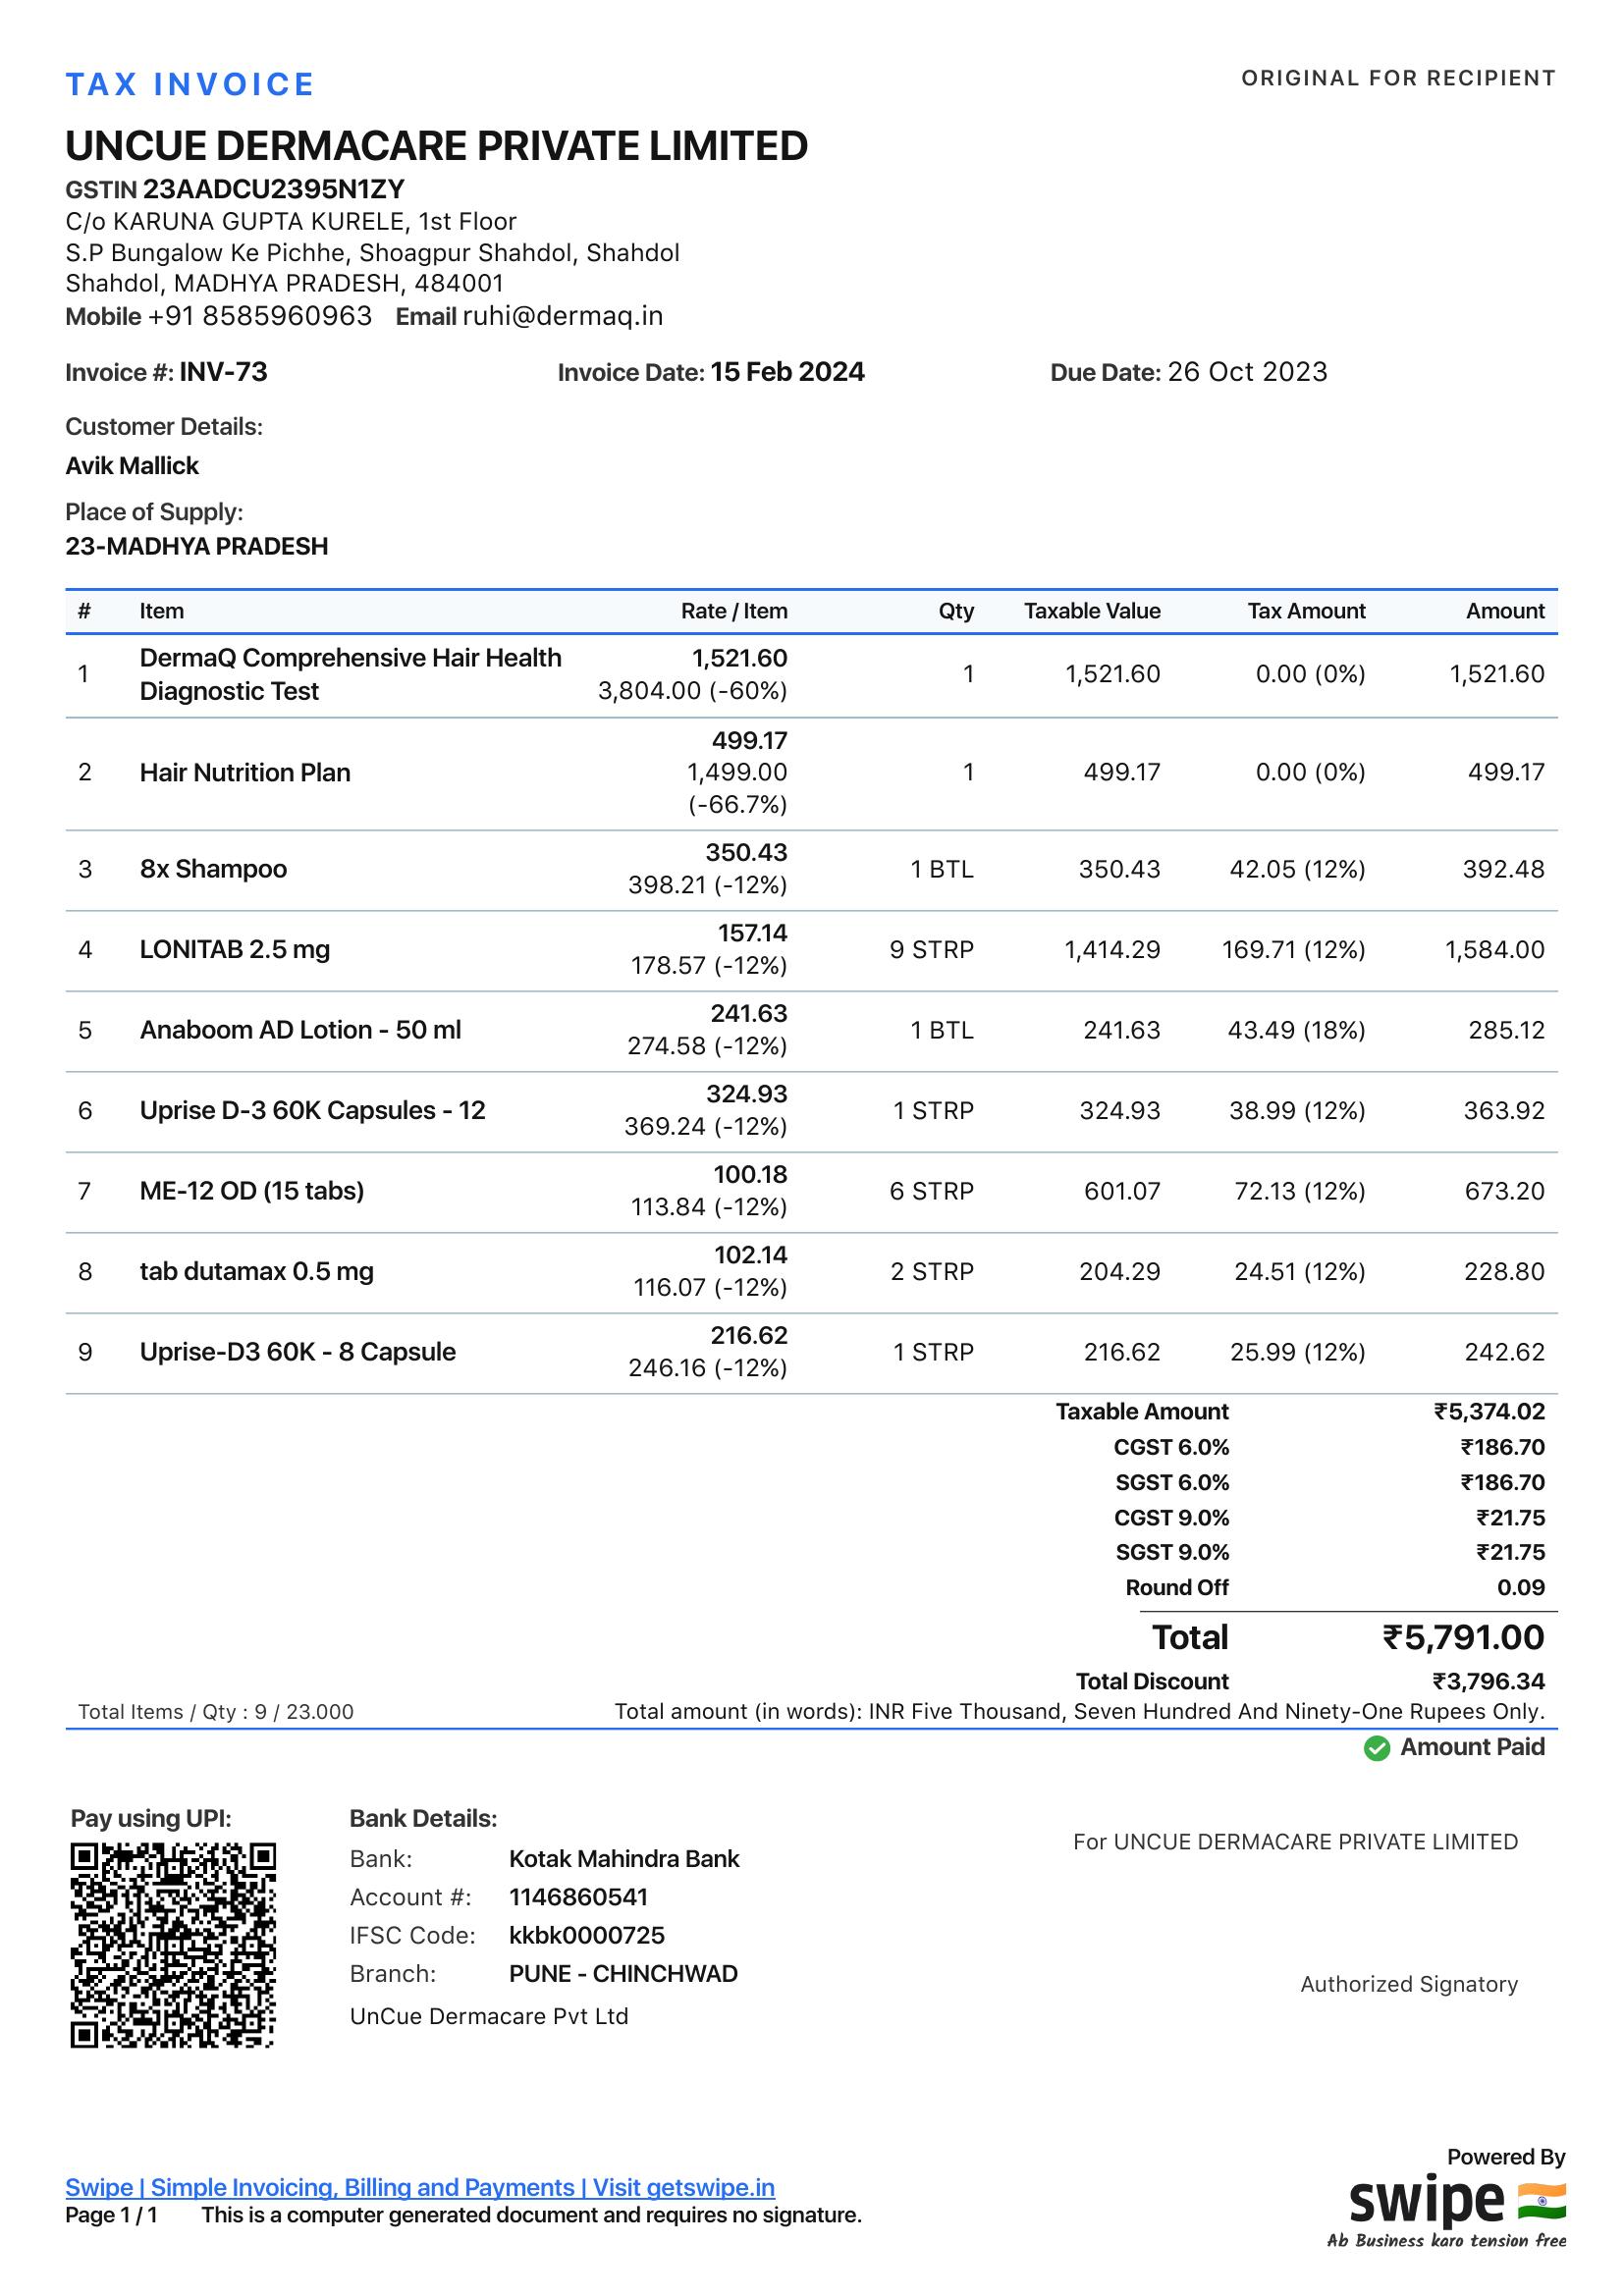 TAX INVOICE
ORIGINAL FOR RECIPIENT
UNCUE DERMACARE PRIVATE LIMITED
GSTIN 23AADCU2395N1ZY
C/o KARUNA GUPTA KURELE, 1st Floor
S.P Bungalow Ke Pichhe, Shoagpur Shahdol, Shahdol
Shahdol, MADHYA PRADESH, 484001
Mobile +91 8585960963 Email ruhi@dermaq.in
Invoice #: INV-73 Invoice Date: 15 Feb 2024 Due Date: 26 Oct 2023
Customer Details:
Avik Mallick
Place of Supply:
23-MADHYA PRADESH
# Item Rate / Item Qty Taxable Value Tax Amount Amount
1 DermaQ Comprehensive Hair Health Diagnostic Test 1,521.60 3,804.00 (-60%) 1 1,521.60 0.00 (0%) 1,521.60
2 Hair Nutrition Plan 499.17 1,499.00 (-66.7%) 1 499.17 0.00 (0%) 499.17
3 8x Shampoo 350.43 398.21 (-12%) 1 BTL 350.43 42.05 (12%) 392.48
4 LONITAB 2.5 mg 157.14 178.57 (-12%) 9 STRP 1,414.29 169.71 (12%) 1,584.00
5 Anaboom AD Lotion - 50 ml 241.63 274.58 (-12%) 1 BTL 241.63 43.49 (18%) 285.12
6 Uprise D-3 60K Capsules - 12 324.93 369.24 (-12%) 1 STRP 324.93 38.99 (12%) 363.92
7 ME-12 OD (15 tabs) 100.18 113.84 (-12%) 6 STRP 601.07 72.13 (12%) 673.20
8 tab dutamax 0.5 mg 102.14 116.07 (-12%) 2 STRP 204.29 24.51 (12%) 228.80
9 Uprise-D3 60K - 8 Capsule 216.62 246.16 (-12%) 1 STRP 216.62 25.99 (12%) 242.62
Taxable Amount ₹5,374.02
CGST 6.0% ₹186.70
SGST 6.0% ₹186.70
CGST 9.0% ₹21.75
SGST 9.0% ₹21.75
Round Off 0.09
Total ₹5,791.00
Total Discount ₹3,796.34
Total Items / Qty : 9 / 23.000 Total amount (in words): INR Five Thousand, Seven Hundred And Ninety-One Rupees Only.
Amount Paid
Pay using UPI:
Bank Details:
Bank: Kotak Mahindra Bank
Account #: 1146860541
IFSC Code: kkbk0000725
Branch: PUNE - CHINCHWAD
UnCue Dermacare Pvt Ltd
For UNCUE DERMACARE PRIVATE LIMITED
Authorized Signatory
Powered By
swipe
Ab Business karo tension free
Swipe | Simple Invoicing, Billing and Payments | Visit getswipe.in
Page 1 / 1 This is a computer generated document and requires no signature.